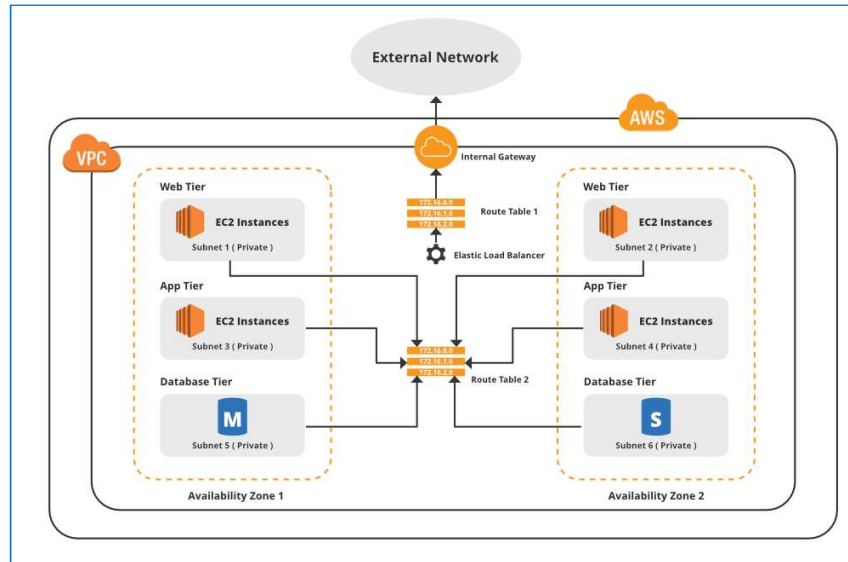 External Network
AWS
VPC
Internal Gateway
Web Tier
EC2 Instances
Subnet 1 ( Private )
172.16.0.0
172.16.1.0
172.16.2.0
Route Table 1
Elastic Load Balancer
Web Tier
EC2 Instances
Subnet 2 ( Private )
App Tier
EC2 Instances
Subnet 3 ( Private )
App Tier
EC2 Instances
Subnet 4 ( Private )
172.16.0.0
172.16.1.0
172.16.2.0
Route Table 2
Database Tier
M
Subnet 5 ( Private )
Database Tier
S
Subnet 6 ( Private )
Availability Zone 1
Availability Zone 2